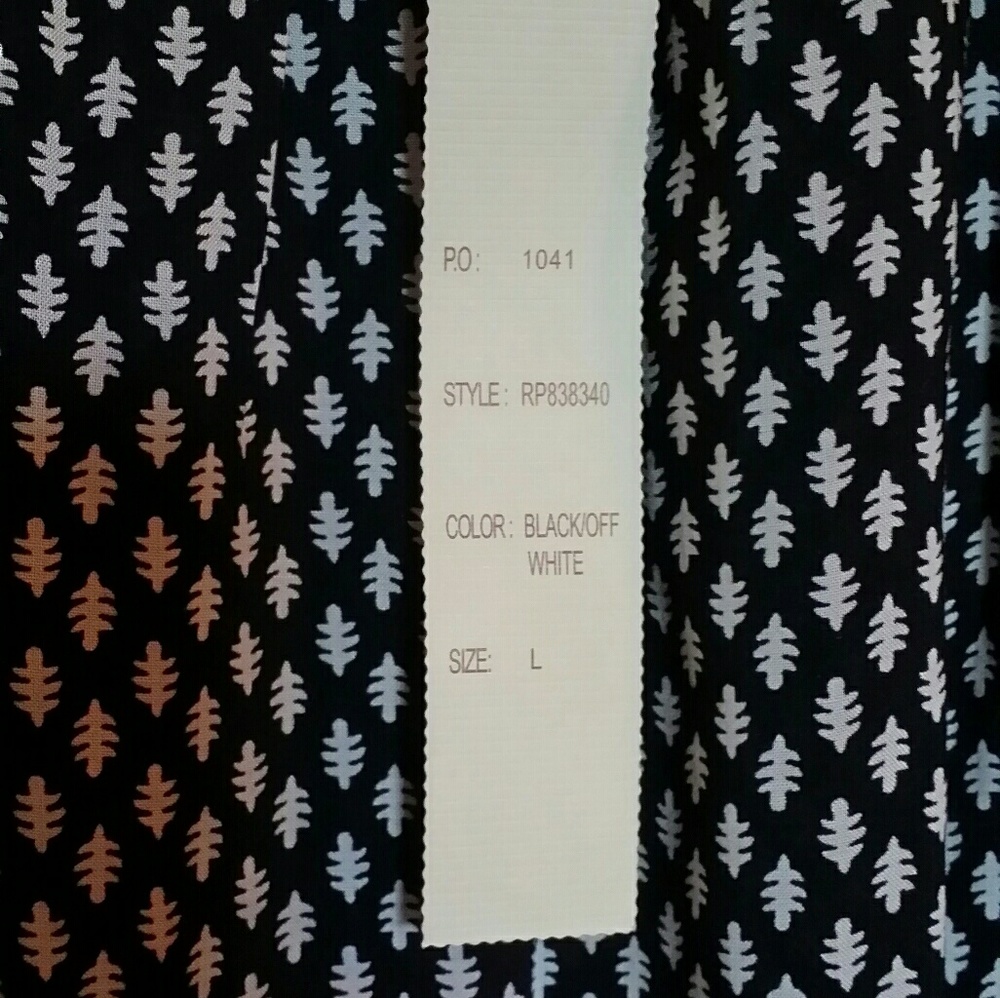 P.O: 1041
STYLE: RP838340
COLOR: BLACK/OFF
WHITE
SIZE: L